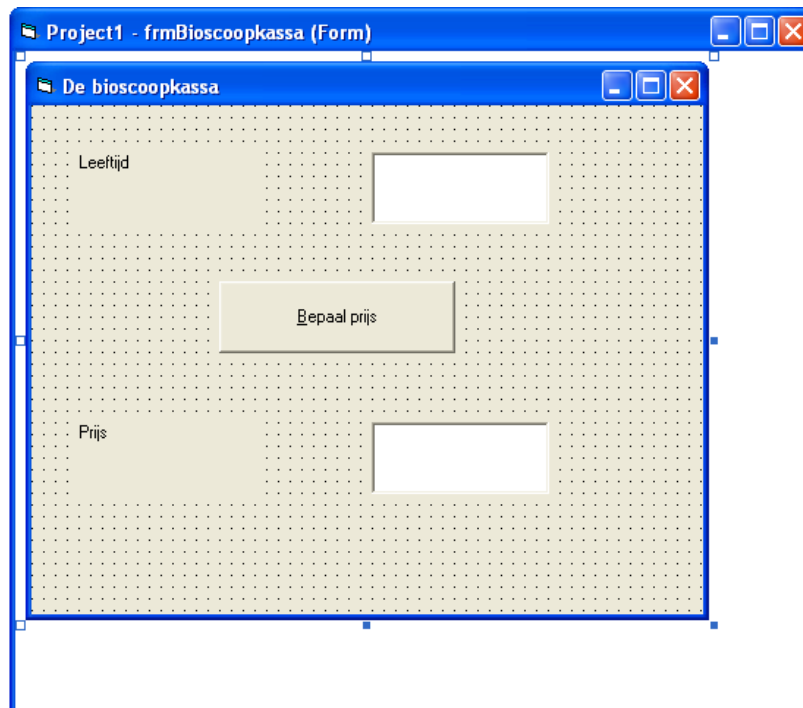 Project1 - frmBioscoopkassa (Form)
De bioscoopkassa
Leeftijd
Bepaal prijs
Prijs